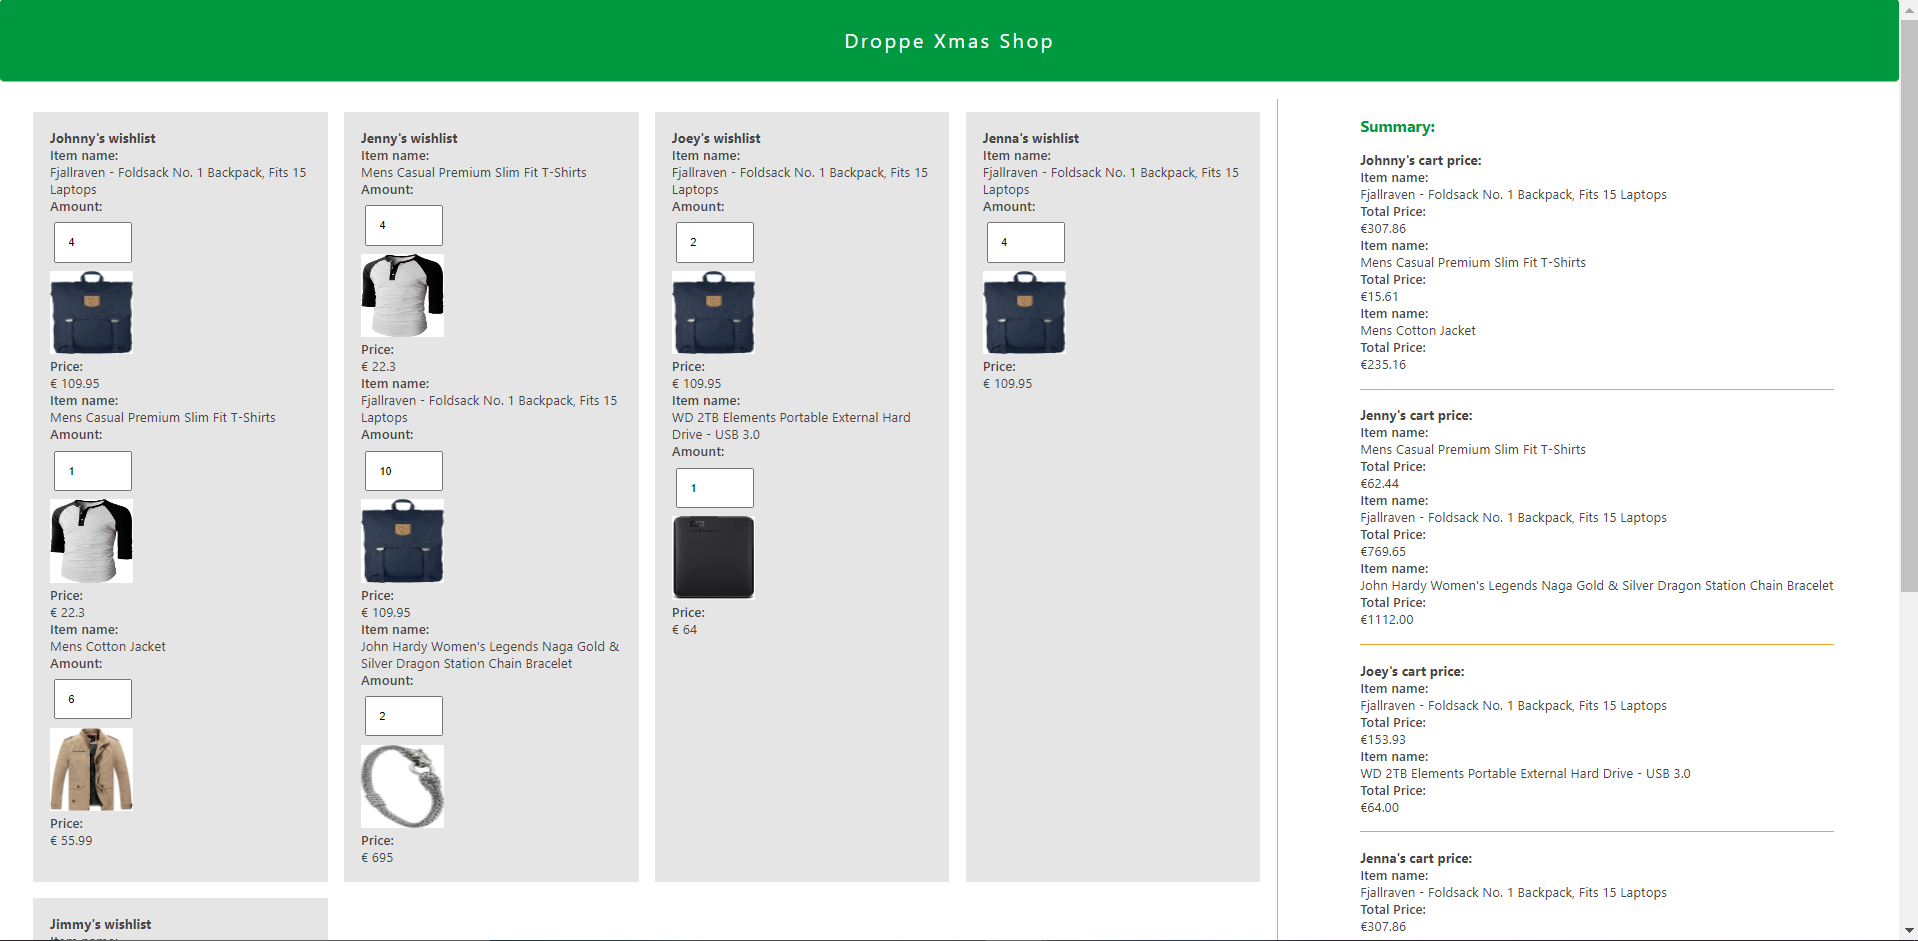 Droppe Xmas Shop
Johnny's wishlist
Item name:
Fjallraven - Foldsack No. 1 Backpack, Fits 15
Laptops
Amount:
4
Price:
€ 109.95
Item name:
Mens Casual Premium Slim Fit T-Shirts
Amount:
1
Price:
€ 22.3
Item name:
Mens Cotton Jacket
Amount:
6
Price:
€ 55.99
Jenny's wishlist
Item name:
Mens Casual Premium Slim Fit T-Shirts
Amount:
4
Price:
€ 22.3
Item name:
Fjallraven - Foldsack No. 1 Backpack, Fits 15
Laptops
Amount:
10
Price:
€ 109.95
Item name:
John Hardy Women's Legends Naga Gold &
Silver Dragon Station Chain Bracelet
Amount:
2
Price:
€ 695
Joey's wishlist
Item name:
Fjallraven - Foldsack No. 1 Backpack, Fits 15
Laptops
Amount:
2
Price:
€ 109.95
Item name:
WD 2TB Elements Portable External Hard
Drive - USB 3.0
Amount:
1
Price:
€ 64
Jenna's wishlist
Item name:
Fjallraven - Foldsack No. 1 Backpack, Fits 15
Laptops
Amount:
4
Price:
€ 109.95
Jimmy's wishlist
Item name:
Summary:
Johnny's cart price:
Item name:
Fjallraven - Foldsack No. 1 Backpack, Fits 15 Laptops
Total Price:
€307.86
Item name:
Mens Casual Premium Slim Fit T-Shirts
Total Price:
€15.61
Item name:
Mens Cotton Jacket
Total Price:
€235.16
Jenny's cart price:
Item name:
Mens Casual Premium Slim Fit T-Shirts
Total Price:
€62.44
Item name:
Fjallraven - Foldsack No. 1 Backpack, Fits 15 Laptops
Total Price:
€769.65
Item name:
John Hardy Women's Legends Naga Gold & Silver Dragon Station Chain Bracelet
Total Price:
€1112.00
Joey's cart price:
Item name:
Fjallraven - Foldsack No. 1 Backpack, Fits 15 Laptops
Total Price:
€153.93
Item name:
WD 2TB Elements Portable External Hard Drive - USB 3.0
Total Price:
€64.00
Jenna's cart price:
Item name:
Fjallraven - Foldsack No. 1 Backpack, Fits 15 Laptops
Total Price:
€307.86